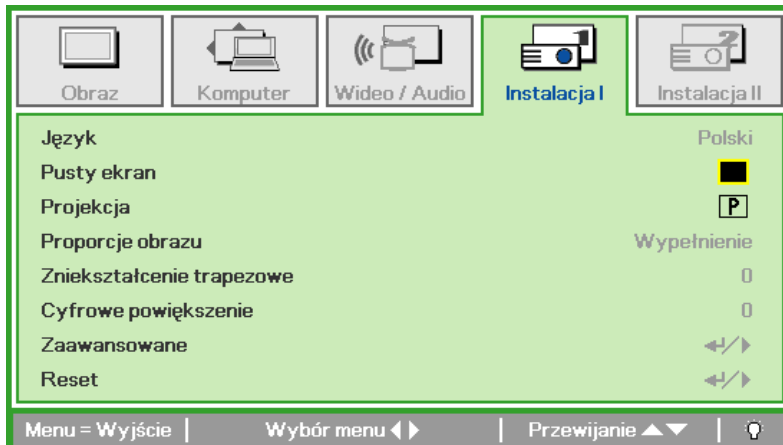 Obraz
Komputer
Wideo / Audio
Instalacja I
Instalacja II
Język Polski
Pusty ekran
Projekcja P
Proporcje obrazu Wypełnienie
Zniekształcenie trapezowe 0
Cyfrowe powiększenie 0
Zaawansowane
Reset
Menu = Wyjście Wybór menu Przewijanie